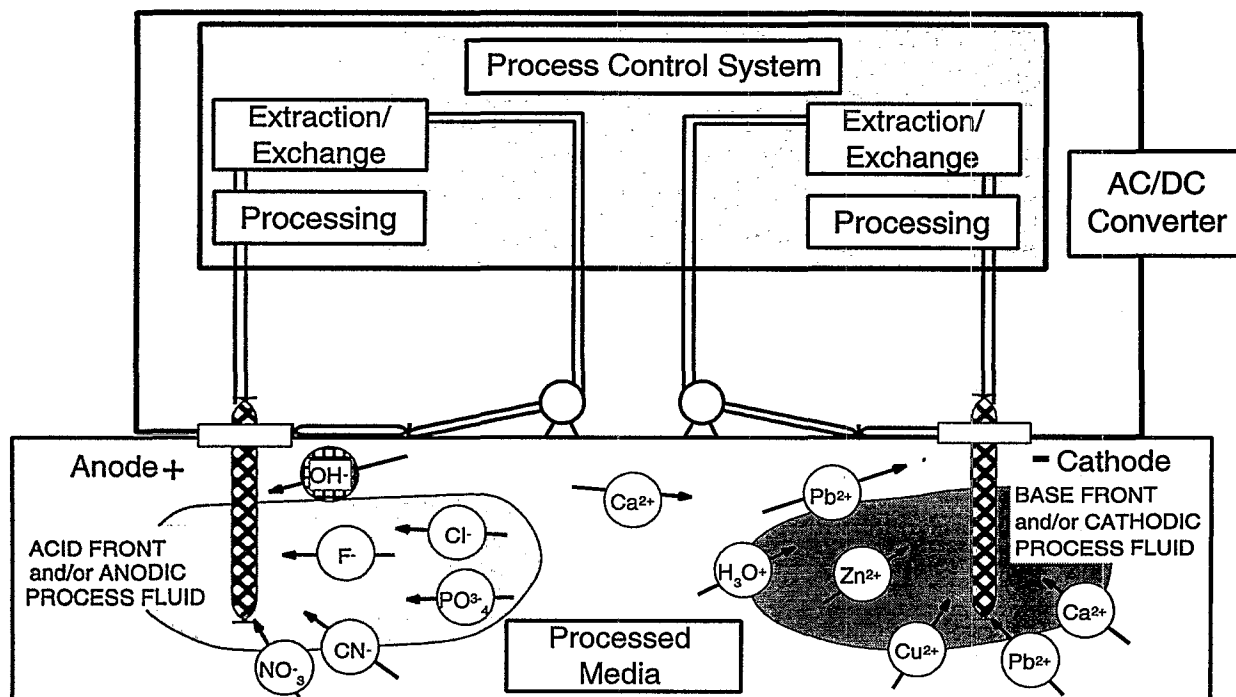 Process Control System
Extraction/
Exchange
Processing
Extraction/
Exchange
Processing
AC/DC
Converter
Anode +
- Cathode
OH-
Ca2+
Pb2+
Cl-
F-
PO3-4
CN-
NO-3
ACID FRONT
and/or ANODIC
PROCESS FLUID
BASE FRONT
and/or CATHODIC
PROCESS FLUID
H3O+
Zn2+
Ca2+
Cu2+
Pb2+
Processed
Media